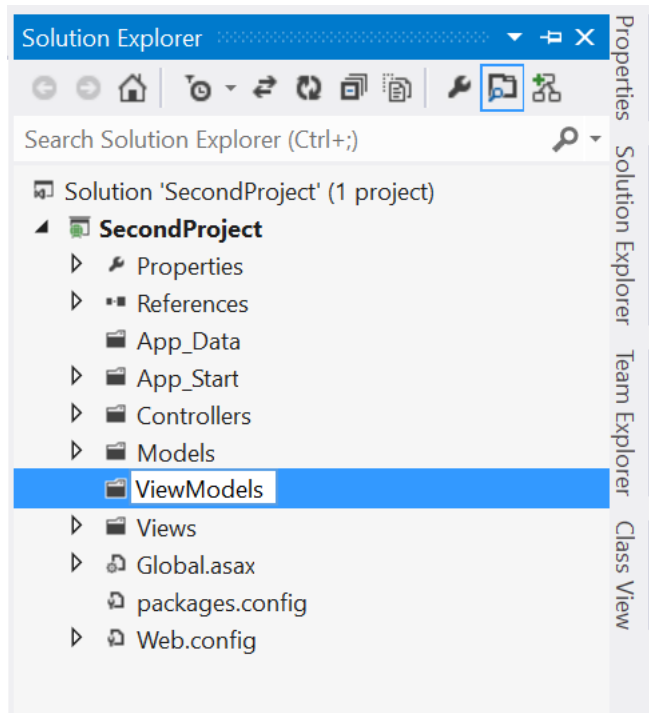 Solution Explorer
Search Solution Explorer (Ctrl+;)
Solution 'SecondProject' (1 project)
SecondProject
Properties
References
App_Data
App_Start
Controllers
Models
ViewModels
Views
Global.asax
packages.config
Web.config
Properties
Solution Explorer
Team Explorer
Class View